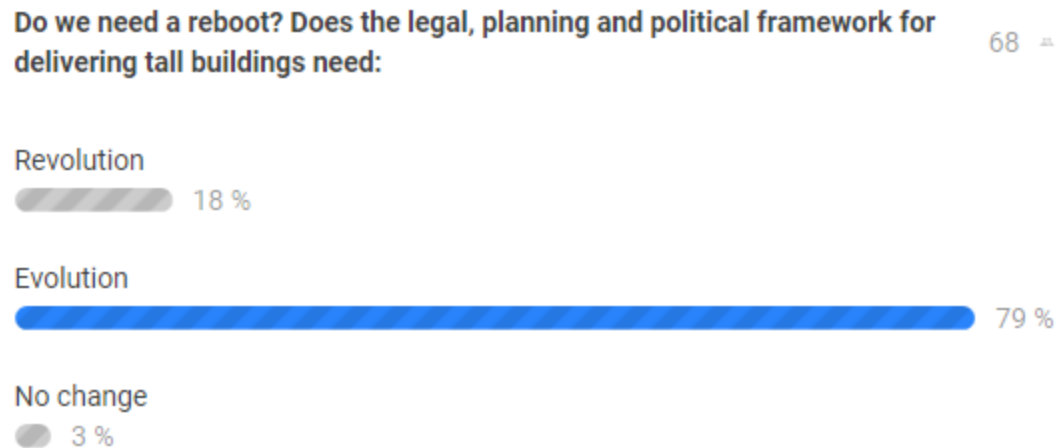 Do we need a reboot? Does the legal, planning and political framework for
delivering tall buildings need:
68
Revolution
18 %
Evolution
79 %
No change
3 %